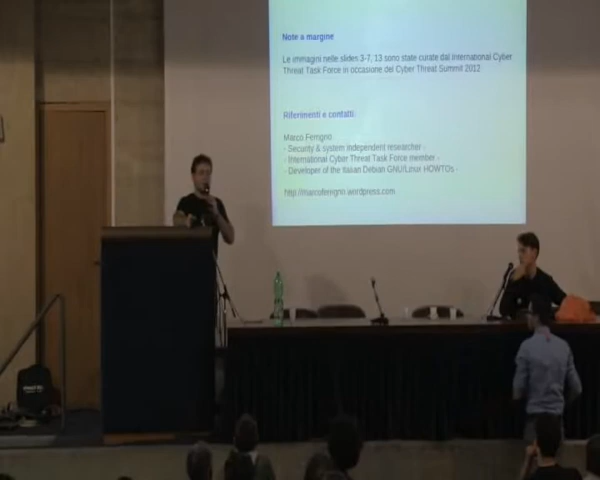 Note a margine
Le immagini nelle slides 3-7, 13 sono state curate dal International Cyber
Threat Task Force in occasione del Cyber Threat Summit 2012
Riferimenti e contatti:
Marco Ferrigno
- Security & system independent researcher -
- International Cyber Threat Task Force member -
- Developer of the Italian Debian GNU/Linux HOWTOs -
http://marcoferrigno.wordpress.com